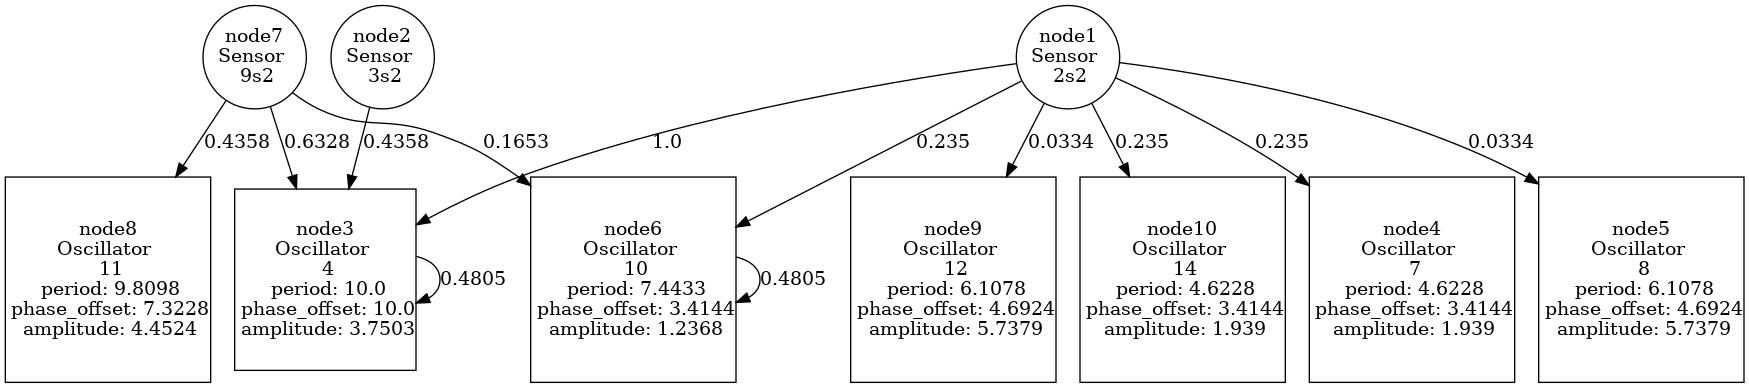 node7
Sensor
9s2
node2
Sensor
3s2
node1
Sensor
2s2
0.4358
0.6328
0.4358
0.1653
1.0
0.235
0.0334
0.235
0.235
0.0334
node8
Oscillator
11
period: 9.8098
phase_offset: 7.3228
amplitude: 4.4524
node3
Oscillator
4
period: 10.0
phase_offset: 10.0
amplitude: 3.7503
0.4805
node6
Oscillator
10
period: 7.4433
phase_offset: 3.4144
amplitude: 1.2368
0.4805
node9
Oscillator
12
period: 6.1078
phase_offset: 4.6924
amplitude: 5.7379
node10
Oscillator
14
period: 4.6228
phase_offset: 3.4144
amplitude: 1.939
node4
Oscillator
7
period: 4.6228
phase_offset: 3.4144
amplitude: 1.939
node5
Oscillator
8
period: 6.1078
phase_offset: 4.6924
amplitude: 5.7379